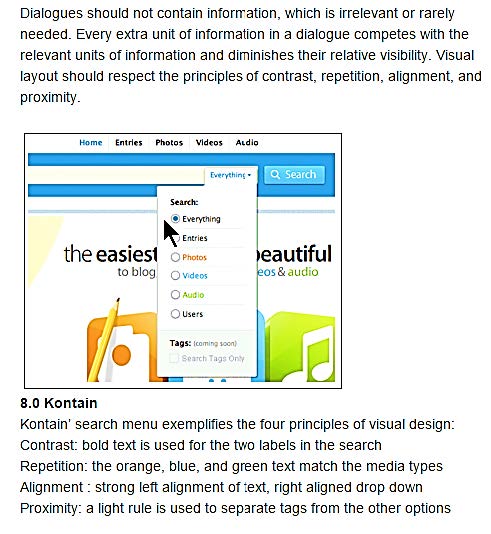 Dialogues should not contain information, which is irrelevant or rarely
needed. Every extra unit of information in a dialogue competes with the
relevant units of information and diminishes their relative visibility. Visual
layout should respect the principles of contrast, repetition, alignment, and
proximity.
Home Entries Photos Videos Audio
Everything Search
Search:
Everything
Entries
the easiest eautiful
Photos
to blog eos & audio
Videos
Audio
Users
Tags: (coming soon)
Search Tags Only
8.0 Kontain
Kontain' search menu exemplifies the four principles of visual design:
Contrast: bold text is used for the two labels in the search
Repetition: the orange, blue, and green text match the media types
Alignment : strong left alignment of text, right aligned drop down
Proximity: a light rule is used to separate tags from the other options